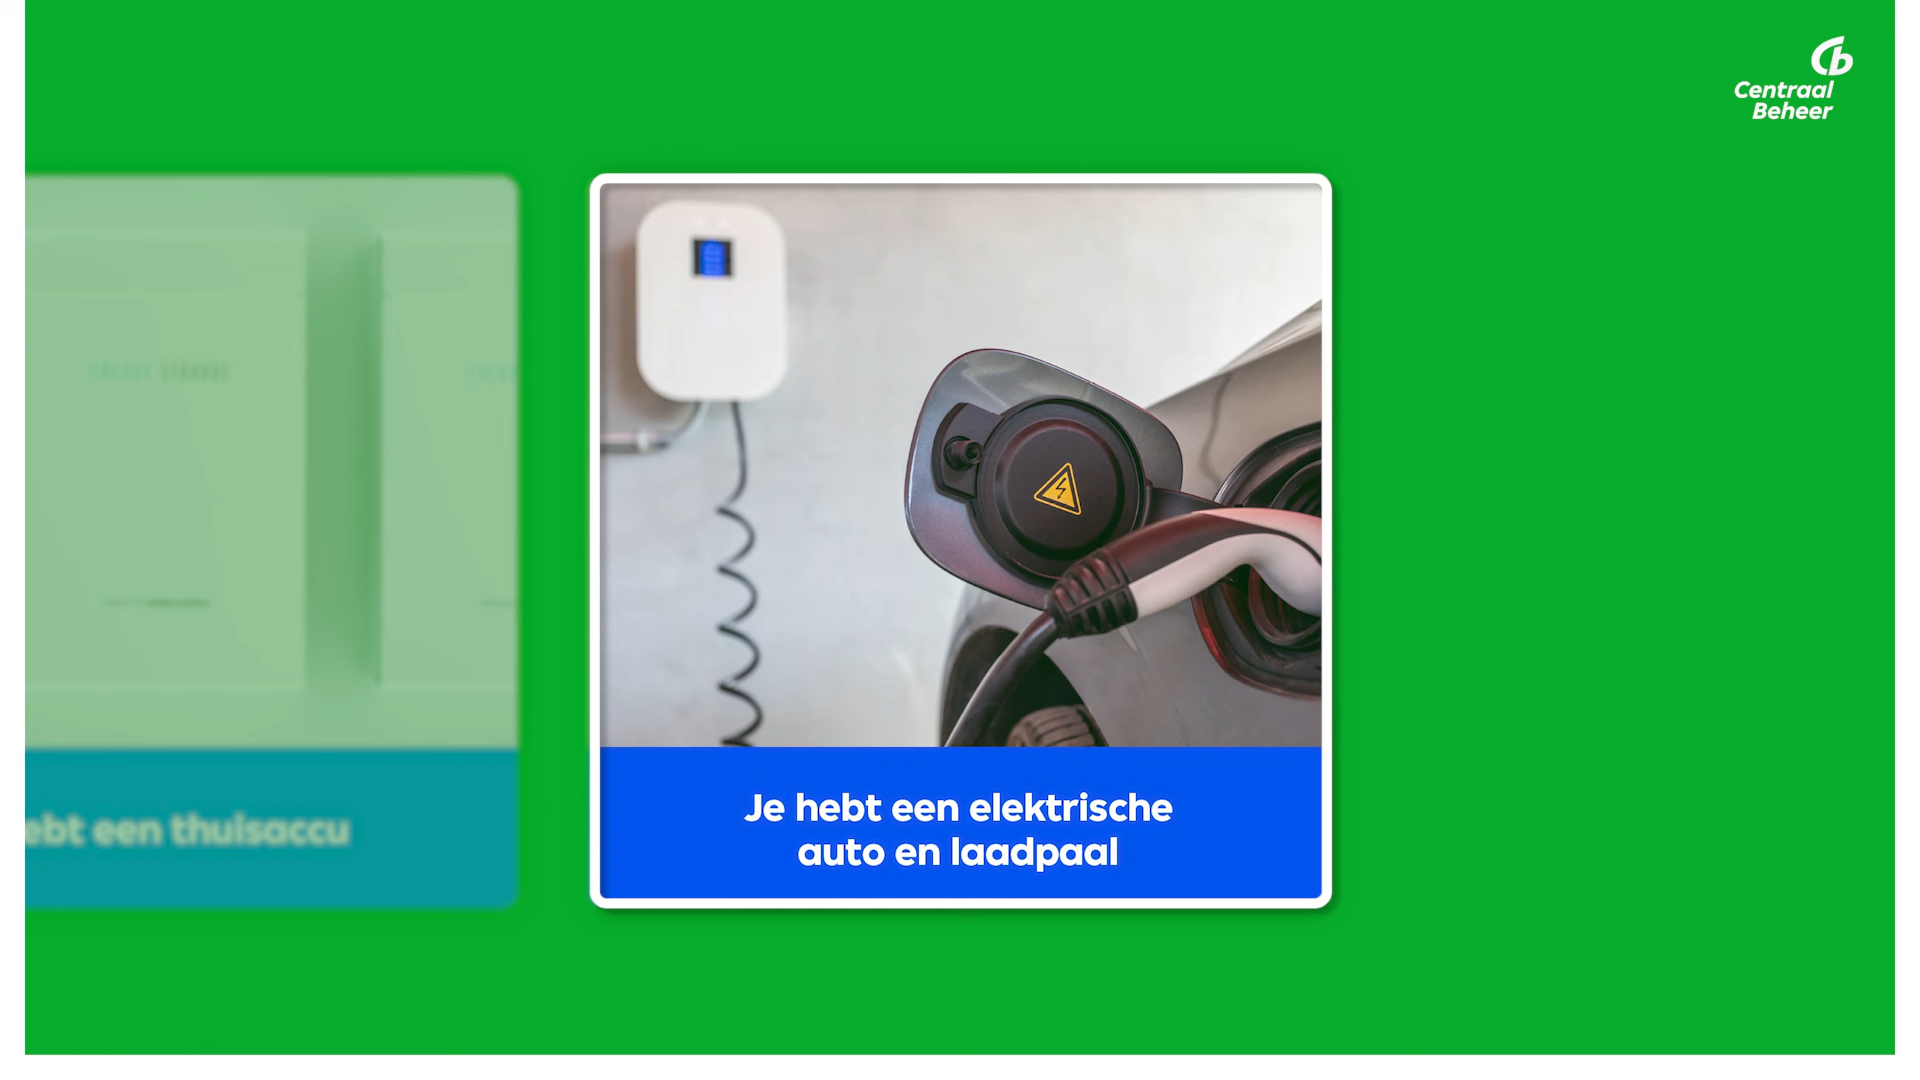 Centraal
Beheer
ebt een thuisaccu
Je hebt een elektrische
auto en laadpaal